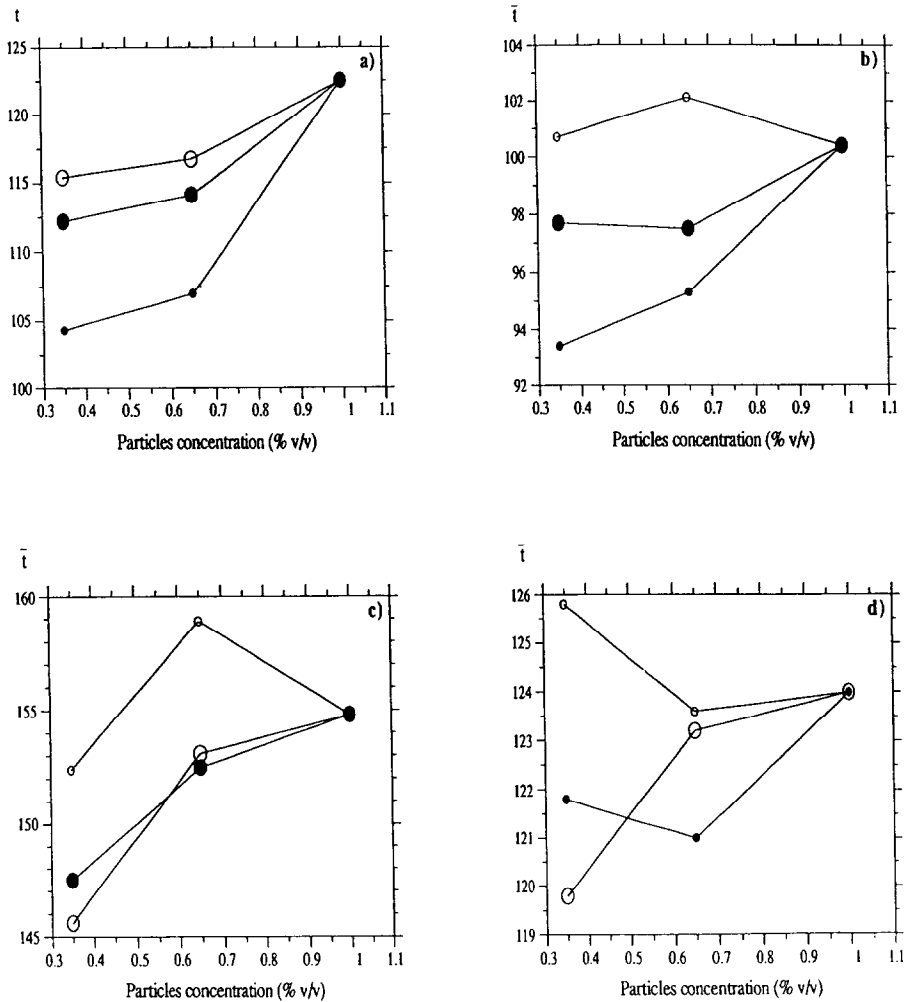 t
125
120
115
110
105
100
a)
0.3 0.4 0.5 0.6 0.7 0.8 0.9 1 1.1
Particles concentration (% v/v)
t̄
104
102
100
98
96
94
92
b)
0.3 0.4 0.5 0.6 0.7 0.8 0.9 1 1.1
Particles concentration (% v/v)
t̄
160
155
150
145
c)
0.3 0.4 0.5 0.6 0.7 0.8 0.9 1 1.1
Particles concentration (% v/v)
t̄
126
125
124
123
122
121
120
119
d)
0.3 0.4 0.5 0.6 0.7 0.8 0.9 1 1.1
Particles concentration (% v/v)